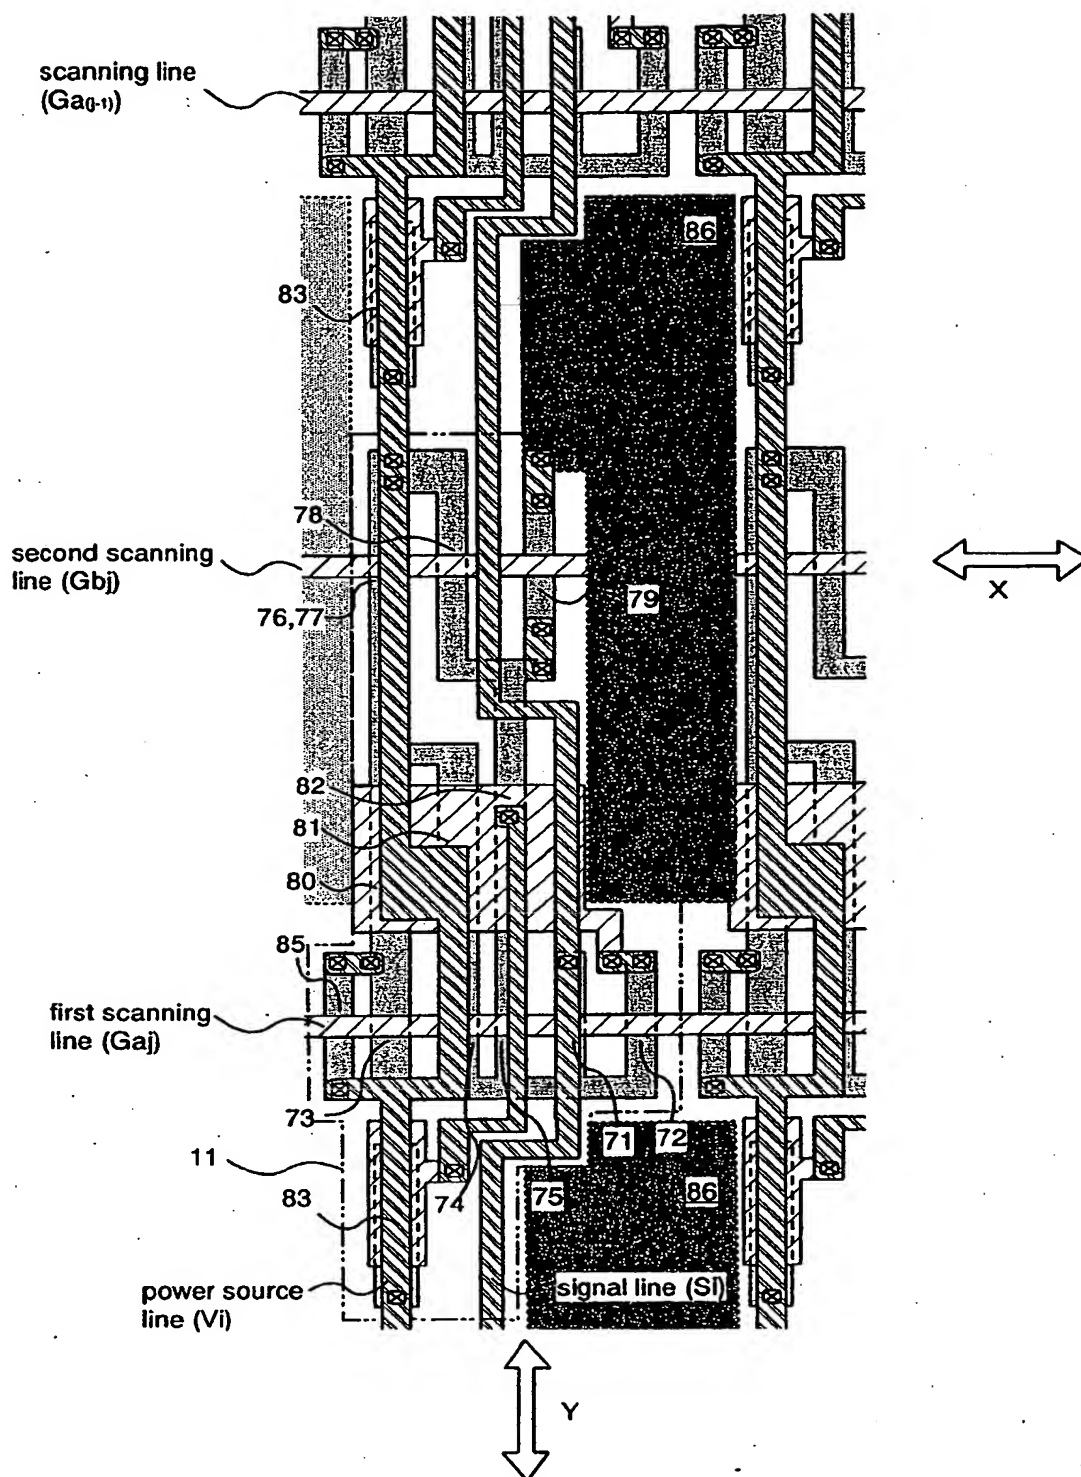 scanning line
(Ga(j-1))
86
83
78
second scanning
line (Gbj)
79
X
76,77
82
81
80
85
first scanning
line (Gaj)
73
71
72
11
74
75
86
83
power source
line (Vi)
signal line (Si)
Y